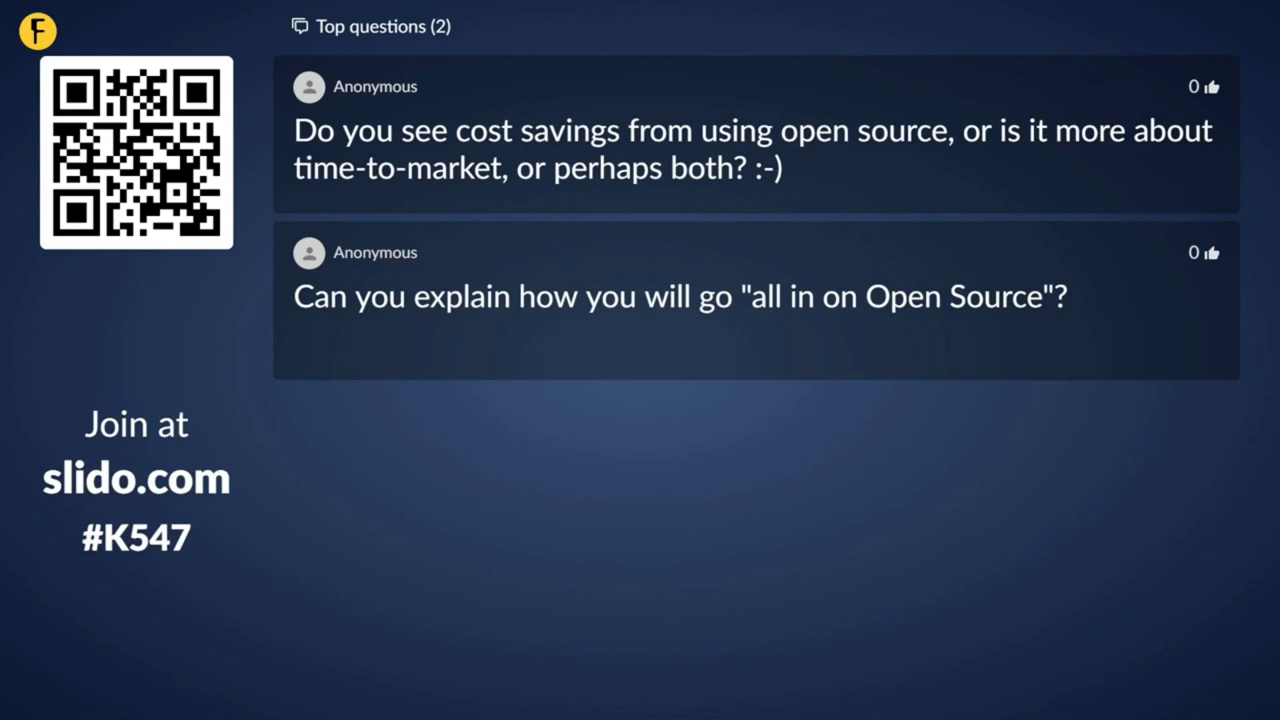 F
Top questions (2)
Anonymous
0
Do you see cost savings from using open source, or is it more about
time-to-market, or perhaps both? :-)
Anonymous
0
Can you explain how you will go "all in on Open Source"?
Join at
slido.com
#K547